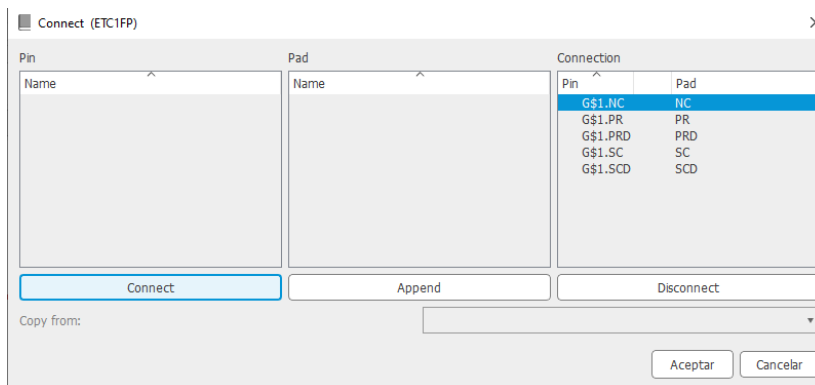 Connect (ETC1FP)
Pin Pad Connection
Name Name Pin Pad
G$1.NC NC
G$1.PR PR
G$1.PRD PRD
G$1.SC SC
G$1.SCD SCD
Connect Append Disconnect
Copy from:
Aceptar Cancelar